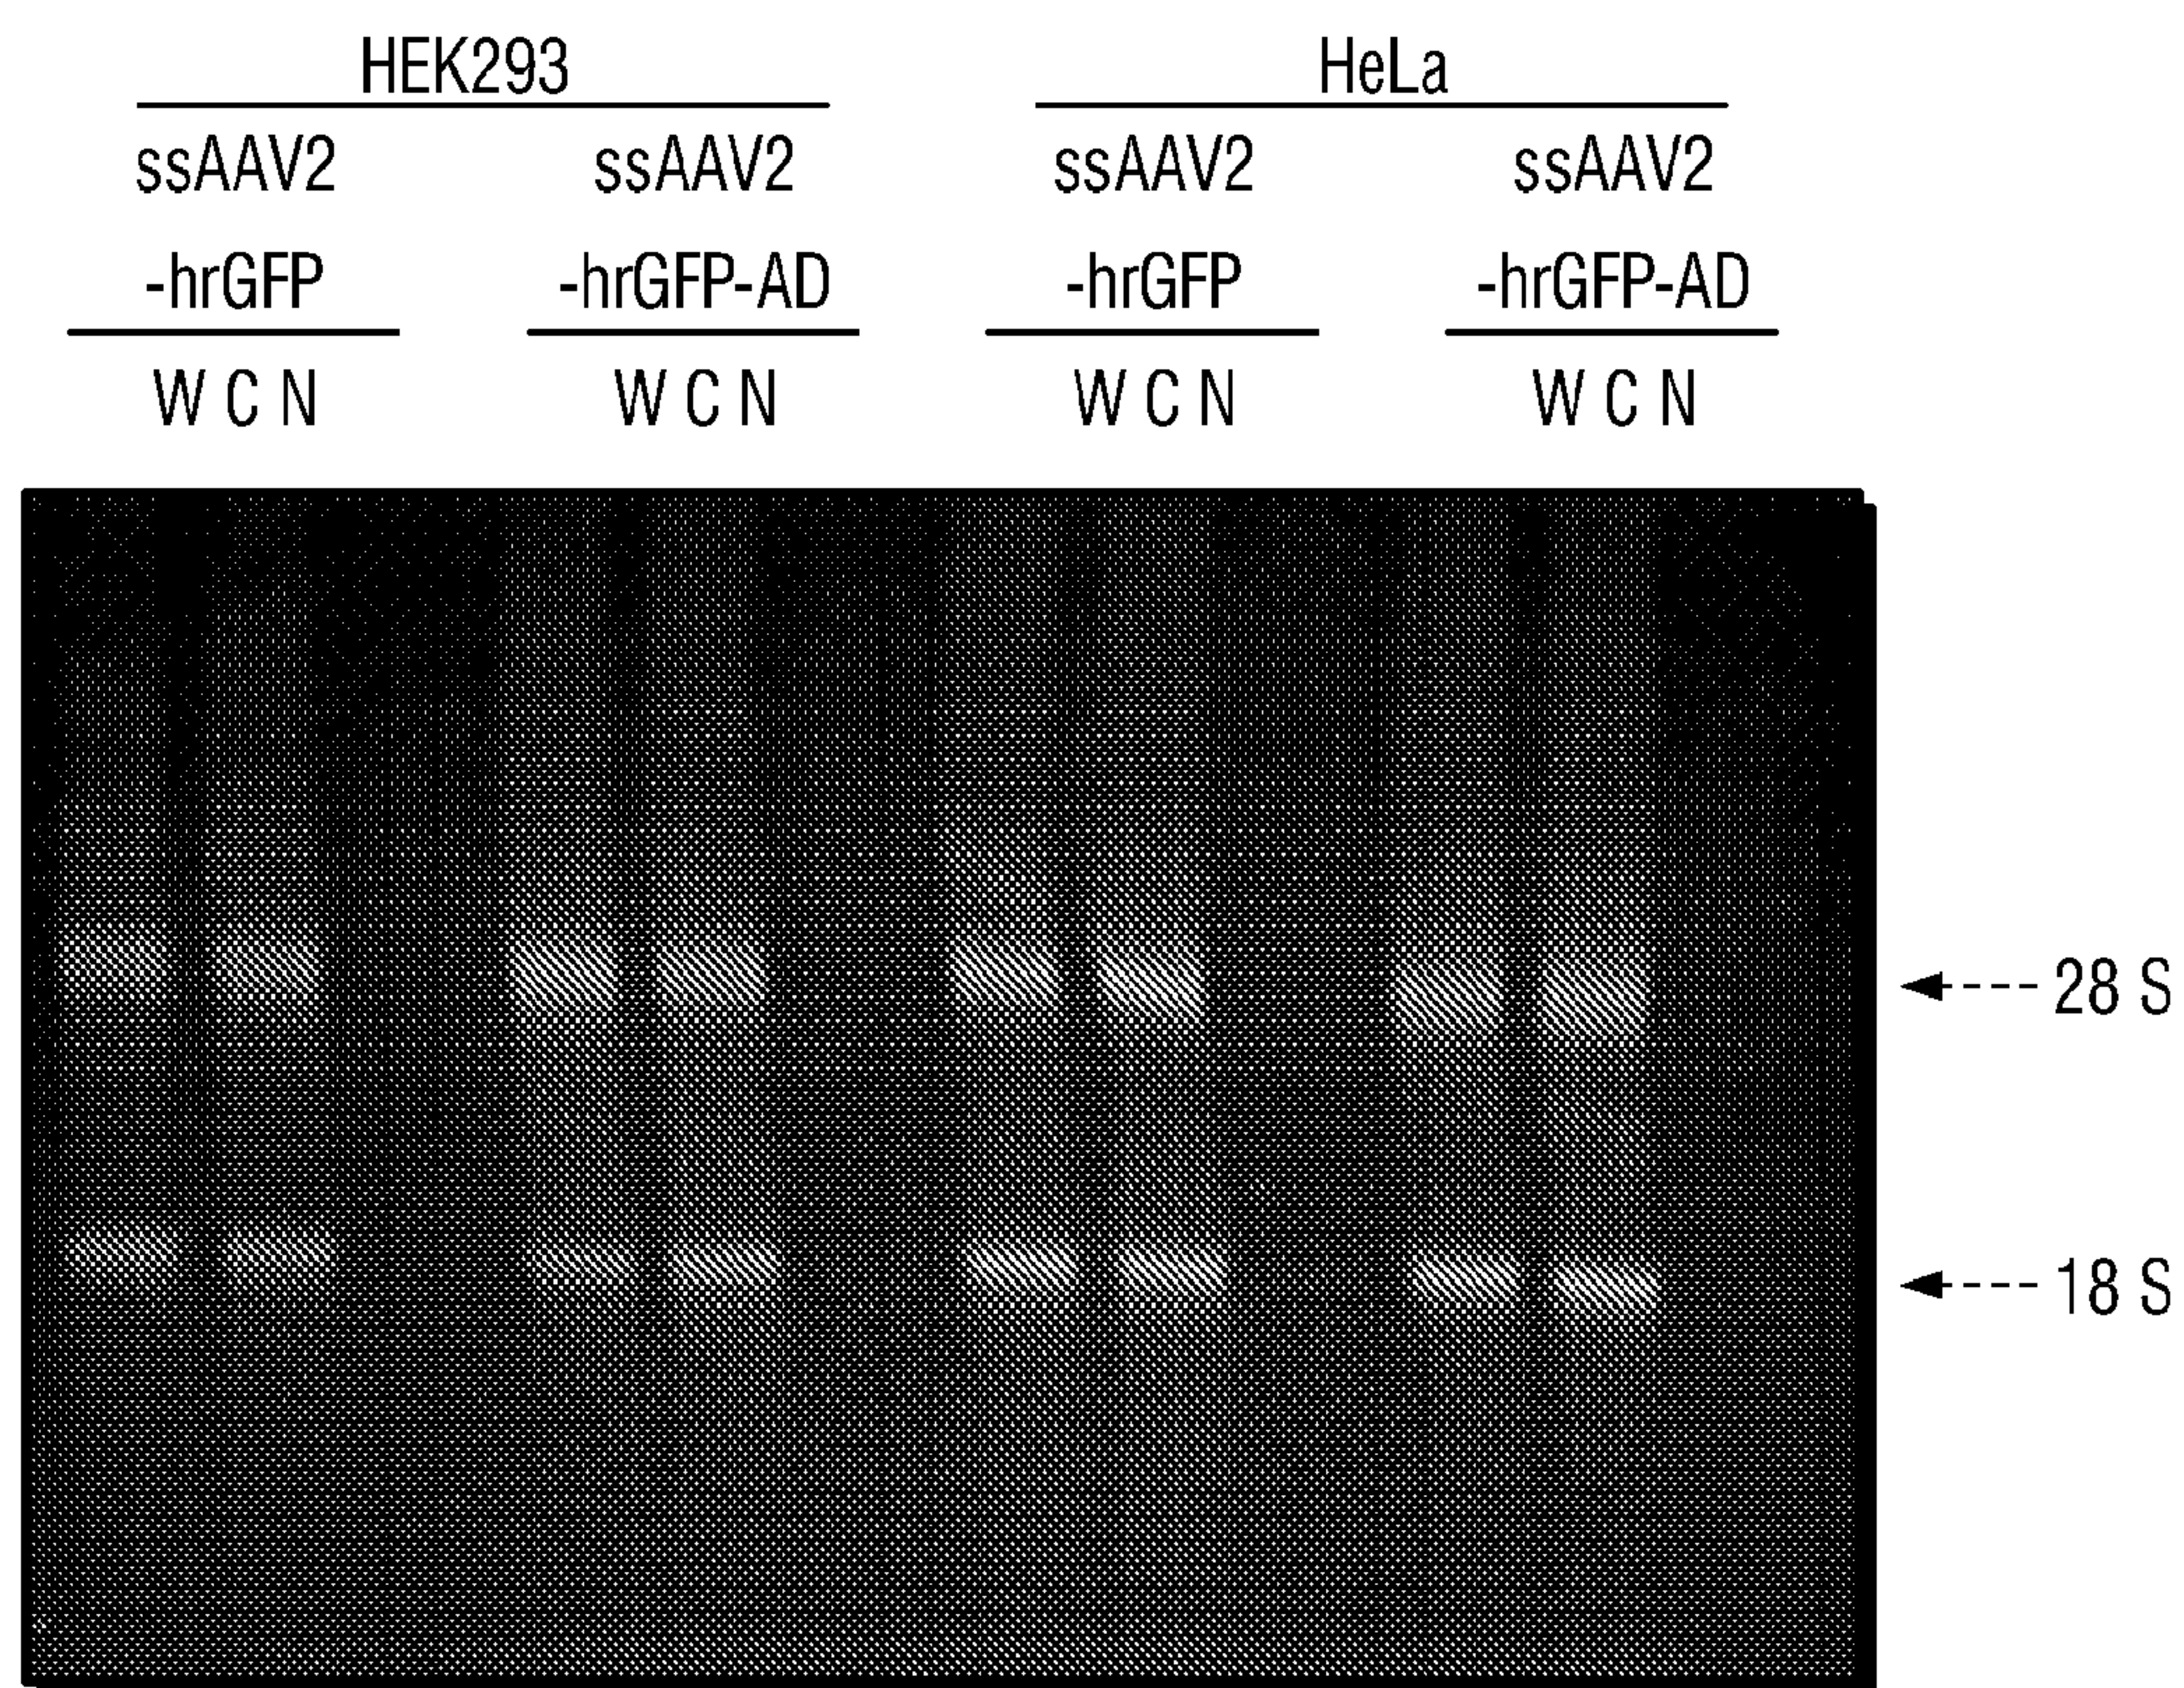 HEK293 HeLa
ssAAV2 ssAAV2 ssAAV2 ssAAV2
-hrGFP -hrGFP-AD -hrGFP -hrGFP-AD
W C N W C N W C N W C N
28 S
18 S